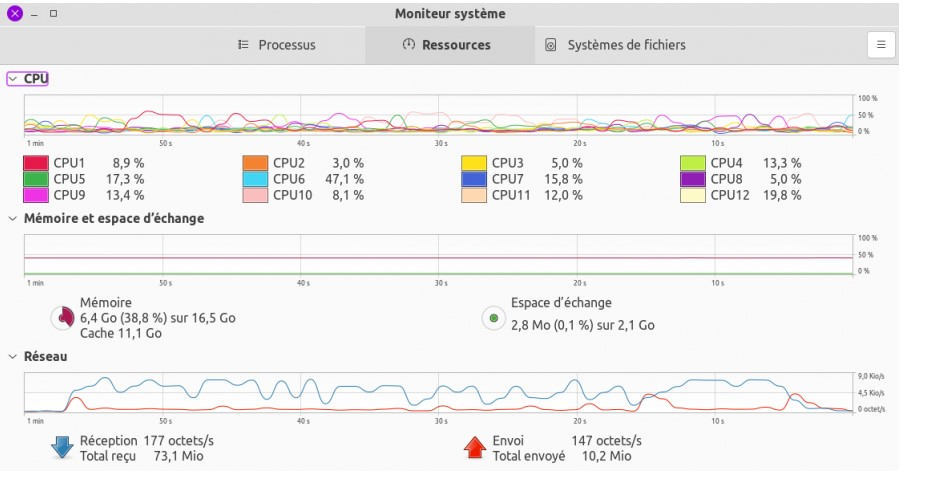 Moniteur système
Processus Ressources Systèmes de fichiers
CPU
100 %
50 %
0 %
1 min 50 s 40 s 30 s 20 s 10 s
CPU1 8,9 % CPU2 3,0 % CPU3 5,0 % CPU4 13,3 %
CPU5 17,3 % CPU6 47,1 % CPU7 15,8 % CPU8 5,0 %
CPU9 13,4 % CPU10 8,1 % CPU11 12,0 % CPU12 19,8 %
Mémoire et espace d’échange
100 %
50 %
0 %
1 min 50 s 40 s 30 s 20 s 10 s
Mémoire
6,4 Go (38,8 %) sur 16,5 Go
Cache 11,1 Go
Espace d’échange
2,8 Mo (0,1 %) sur 2,1 Go
Réseau
9,0 Kio/s
4,5 Kio/s
0 octet/s
1 min 50 s 40 s 30 s 20 s 10 s
Réception 177 octets/s
Total reçu 73,1 Mio
Envoi 147 octets/s
Total envoyé 10,2 Mio